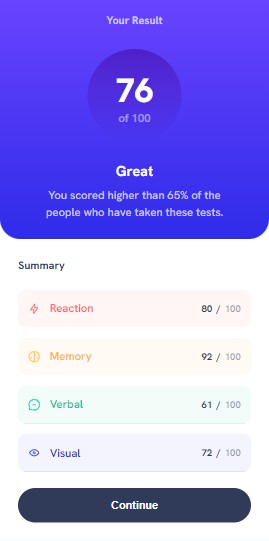 Your Result
76
of 100
Great
You scored higher than 65% of the
people who have taken these tests.
Summary
Reaction 80 / 100
Memory 92 / 100
Verbal 61 / 100
Visual 72 / 100
Continue